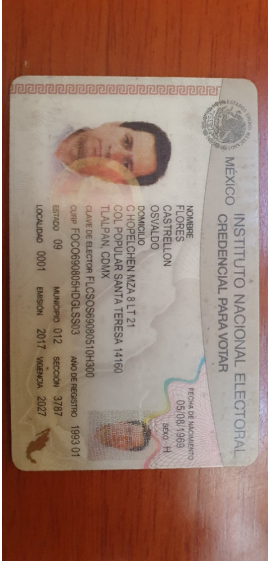 MÉXICO INSTITUTO NACIONAL ELECTORAL
CREDENCIAL PARA VOTAR
NOMBRE
FLORES
CASTRELLON
OSVALDO
FECHA DE NACIMIENTO
05/08/1969
SEXO H
DOMICILIO
C HOPELCHEN MZA 8 LT 21
COL POPULAR SANTA TERESA 14160
TLALPAN, CDMX
CLAVE DE ELECTOR FLCSOS69080510H300
CURP FOCO690805HDGLSS03 AÑO DE REGISTRO 1993 01
ESTADO 09 MUNICIPIO 012 SECCIÓN 3787
LOCALIDAD 0001 EMISIÓN 2017 VIGENCIA 2027